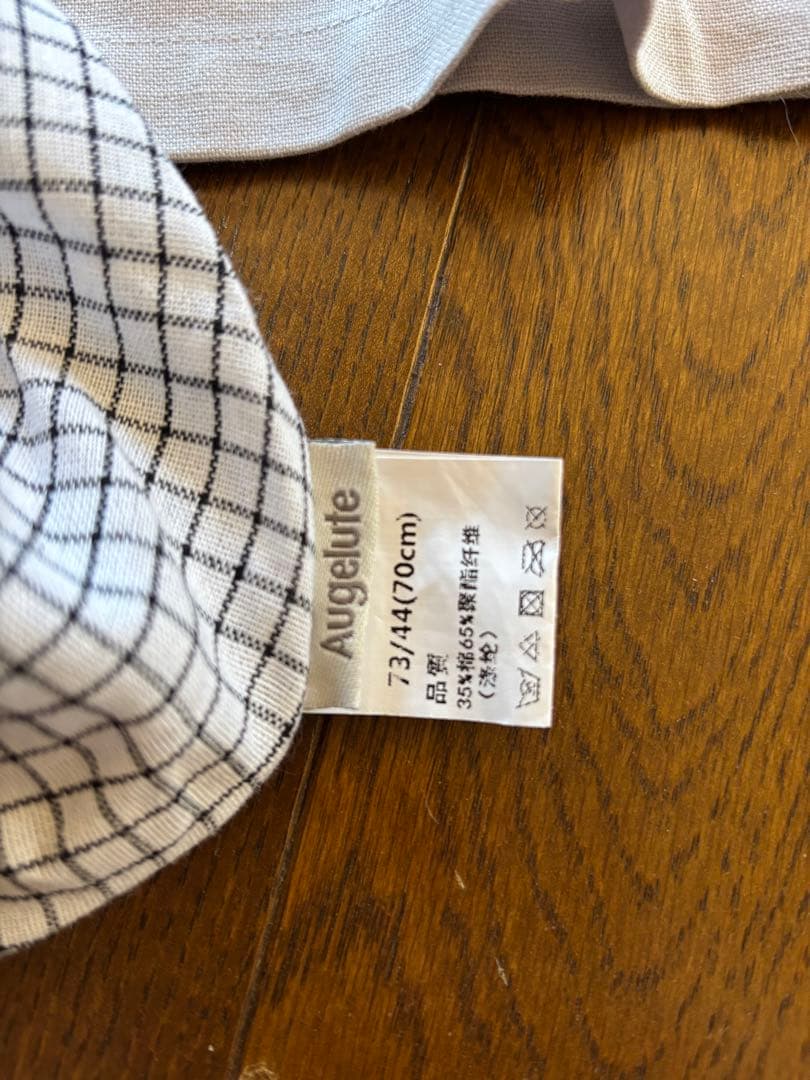 Augelute
73/44(70cm)
品質
35%棉65%聚酯纤维
(涤纶)